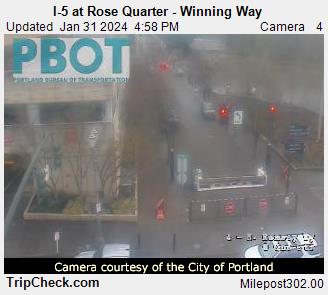 I-5 at Rose Quarter - Winning Way
Updated Jan 31 2024 4:58 PM Camera 4
PBOT
PORTLAND BUREAU OF TRANSPORTATION
Camera courtesy of the City of Portland
TripCheck.com Milepost302.00